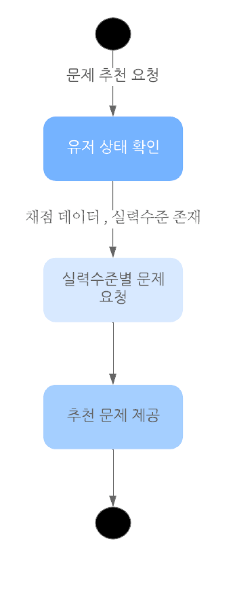 문제 추천 요청
유저 상태 확인
채점 데이터 , 실력수준 존재
실력수준별 문제
요청
추천 문제 제공